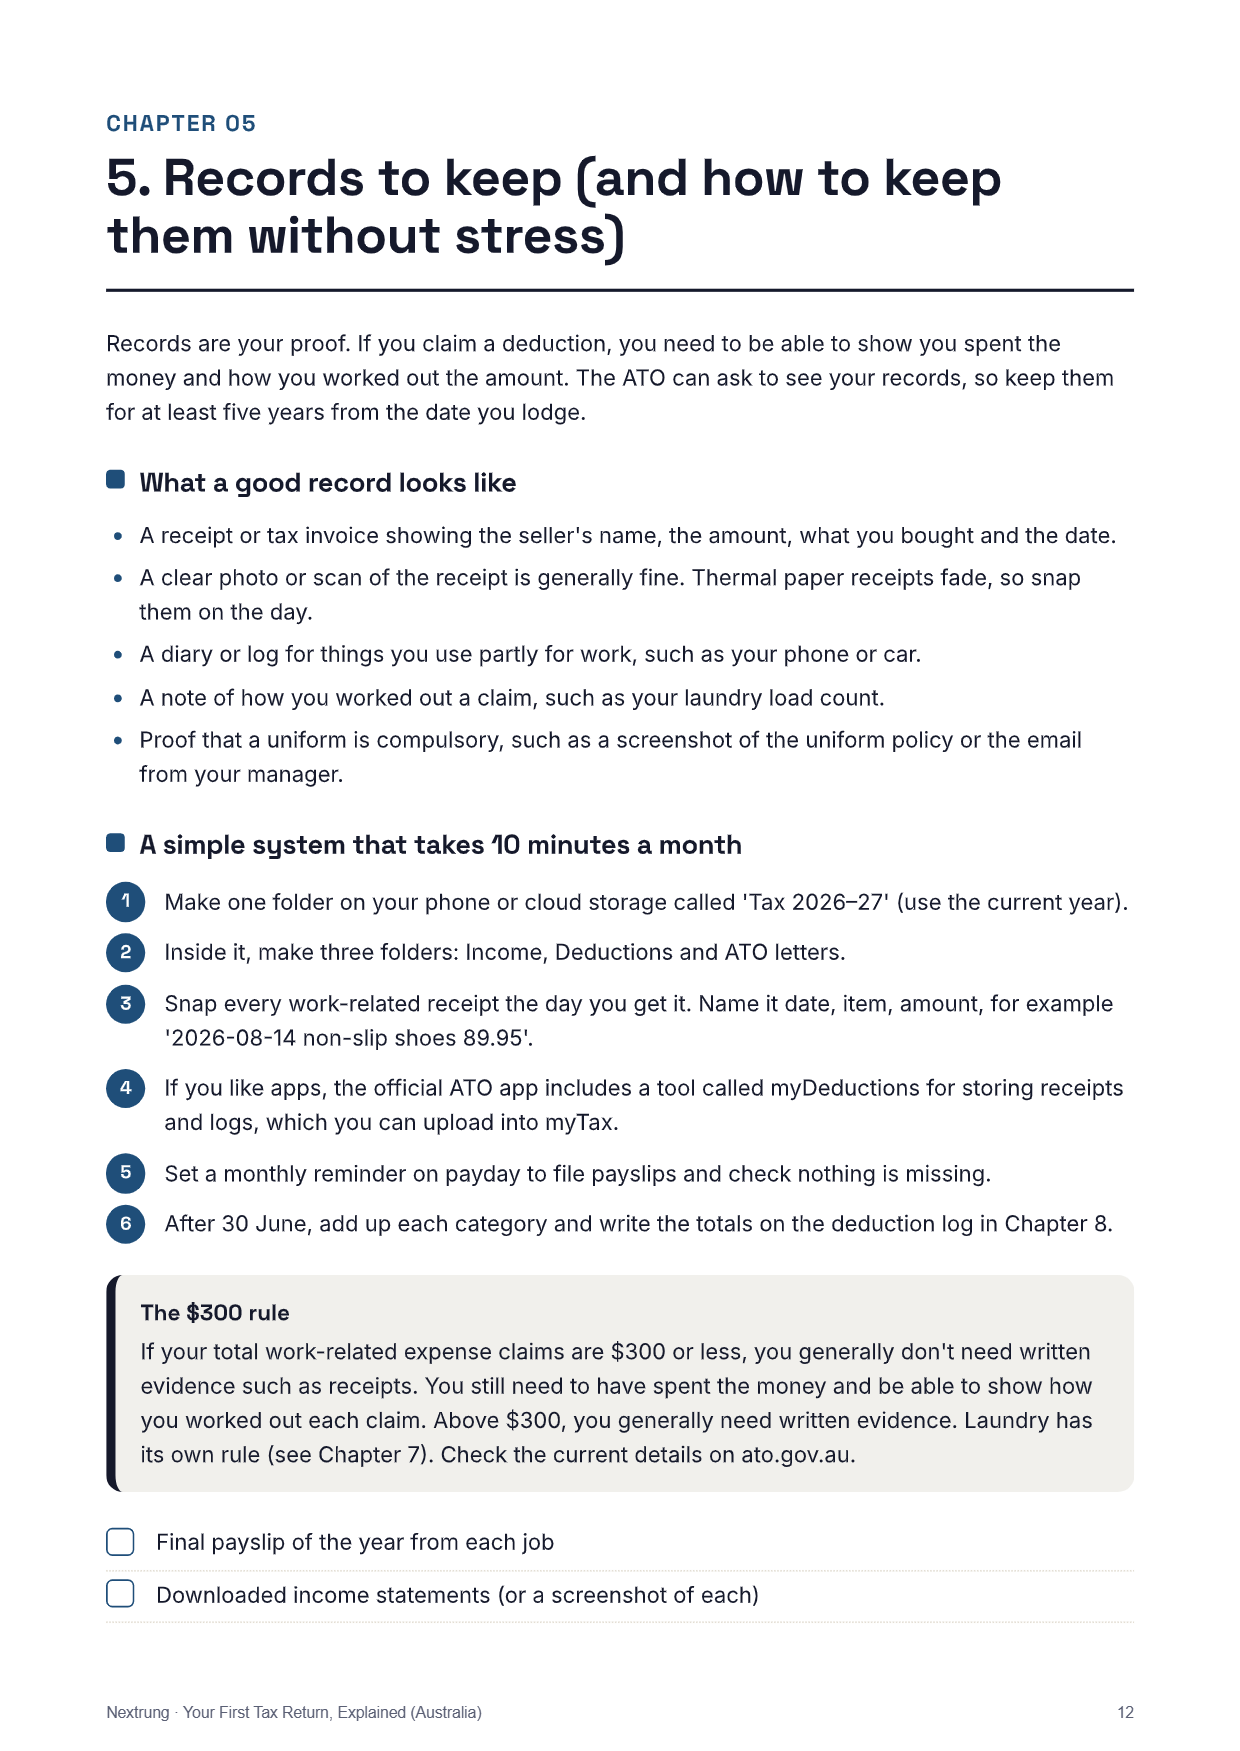 CHAPTER 05
5. Records to keep (and how to keep
them without stress)
Records are your proof. If you claim a deduction, you need to be able to show you spent the
money and how you worked out the amount. The ATO can ask to see your records, so keep them
for at least five years from the date you lodge.
What a good record looks like
• A receipt or tax invoice showing the seller's name, the amount, what you bought and the date.
• A clear photo or scan of the receipt is generally fine. Thermal paper receipts fade, so snap
them on the day.
• A diary or log for things you use partly for work, such as your phone or car.
• A note of how you worked out a claim, such as your laundry load count.
• Proof that a uniform is compulsory, such as a screenshot of the uniform policy or the email
from your manager.
A simple system that takes 10 minutes a month
1 Make one folder on your phone or cloud storage called 'Tax 2026–27' (use the current year).
2 Inside it, make three folders: Income, Deductions and ATO letters.
3 Snap every work-related receipt the day you get it. Name it date, item, amount, for example
'2026-08-14 non-slip shoes 89.95'.
4 If you like apps, the official ATO app includes a tool called myDeductions for storing receipts
and logs, which you can upload into myTax.
5 Set a monthly reminder on payday to file payslips and check nothing is missing.
6 After 30 June, add up each category and write the totals on the deduction log in Chapter 8.
The $300 rule
If your total work-related expense claims are $300 or less, you generally don't need written
evidence such as receipts. You still need to have spent the money and be able to show how
you worked out each claim. Above $300, you generally need written evidence. Laundry has
its own rule (see Chapter 7). Check the current details on ato.gov.au.
Final payslip of the year from each job
Downloaded income statements (or a screenshot of each)
Nextrung · Your First Tax Return, Explained (Australia) 12